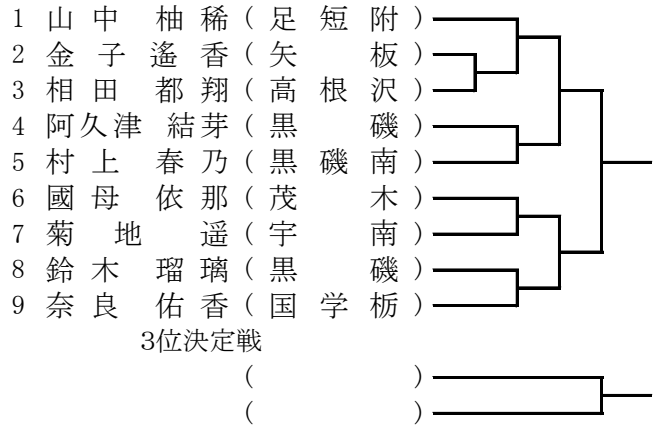 1 山中 柚稀(足短附)
2 金子遙香(矢板)
3 相田 都翔(高根沢)
4 阿久津 結芽(黒磯)
5 村上 春乃(黒磯南)
6 國母 依那(茂木)
7 菊地 遥(宇南)
8 鈴木 瑠璃(黒磯)
9 奈良 佑香(国学栃)
3位決定戦
( )
( )